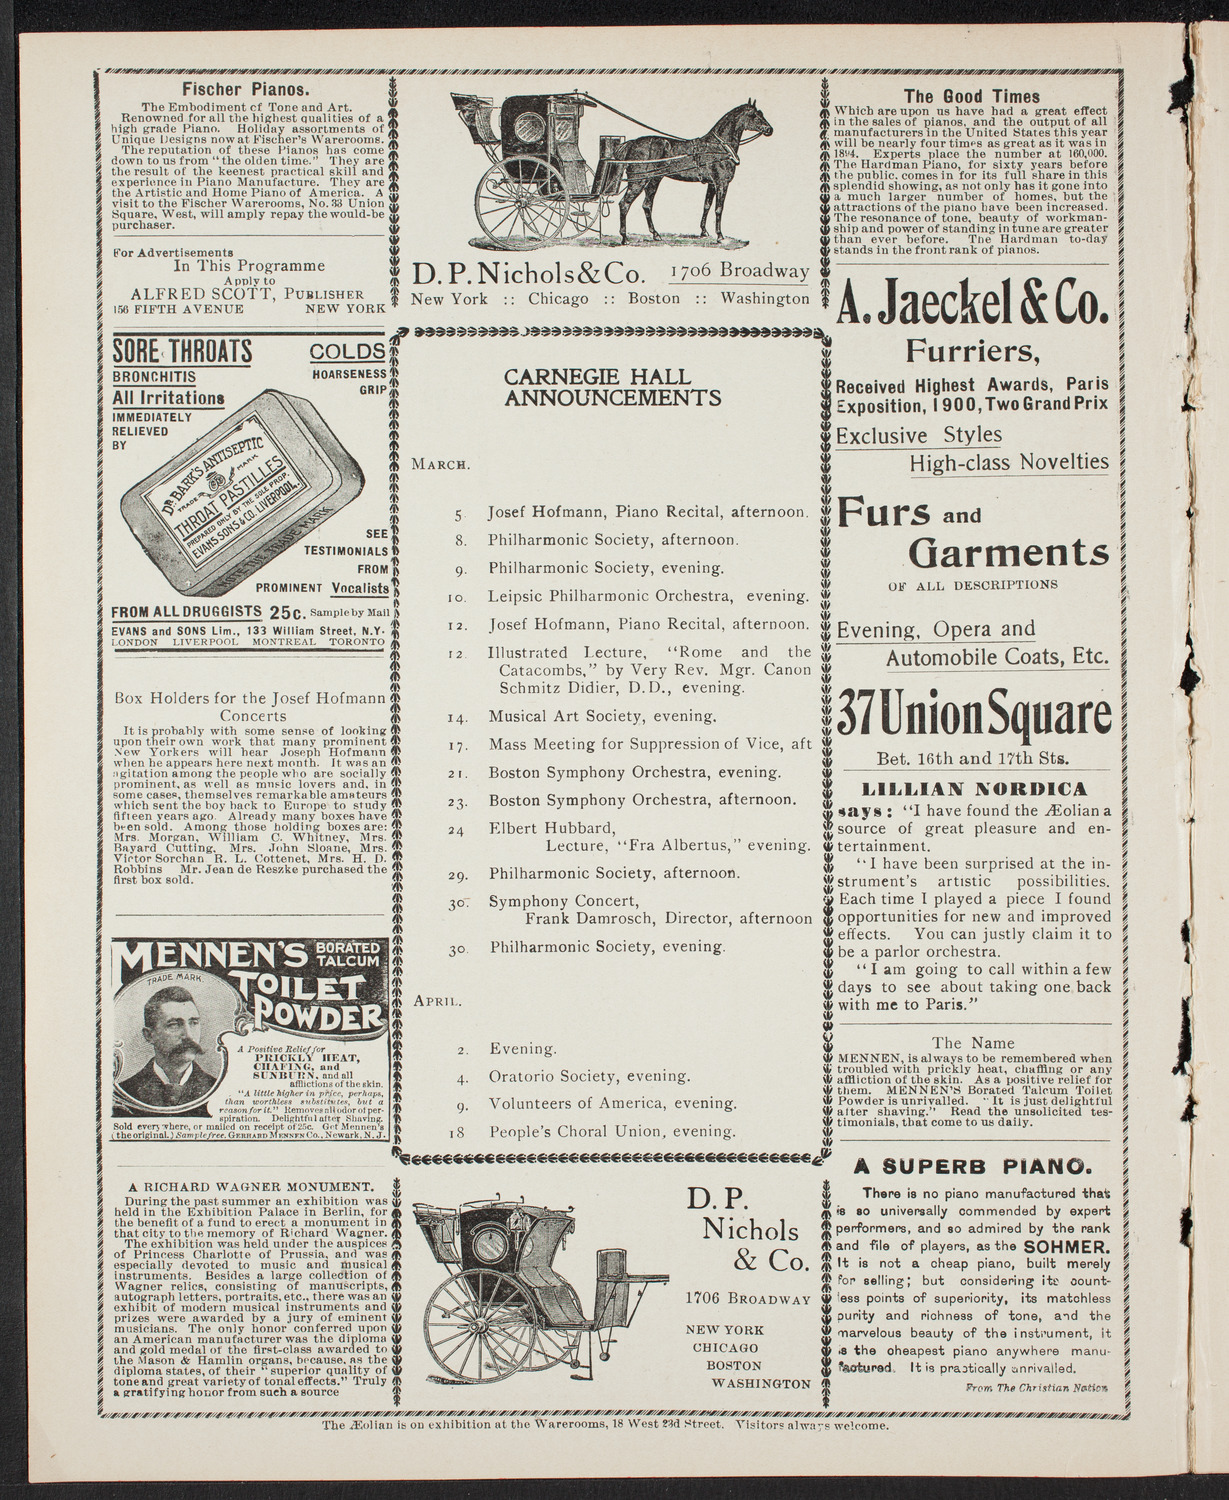 Fischer Pianos.
The Embodiment of Tone and Art.
Renowned for all the highest qualities of a
high grade Piano. Holiday assortments of
Unique Designs now at Fischer's Warerooms.
The reputation of these Pianos has come
down to us from "the olden time." They are
the result of the keenest practical skill and
experience in Piano Manufacture. They are
the Artistic and Home Piano of America. A
visit to the Fischer Warerooms, No. 33 Union
Square, West, will amply repay the would-be
purchaser.
For Advertisements
In This Programme
Apply to
ALFRED SCOTT, PUBLISHER
156 FIFTH AVENUE NEW YORK
SORE THROATS COLDS
BRONCHITIS HOARSENESS
All Irritations GRIP
IMMEDIATELY
RELIEVED
BY
DR BARK'S ANTISEPTIC
TRADE MARK
THROAT PASTILLES
PREPARED ONLY BY THE SOLE PROP.
EVANS SONS & CO. LIVERPOOL.
NOTE THE TRADE MARK
SEE
TESTIMONIALS
FROM
PROMINENT Vocalists
FROM ALL DRUGGISTS 25c. Sample by Mail
EVANS and SONS Lim., 133 William Street, N.Y.
LONDON LIVERPOOL MONTREAL TORONTO
Box Holders for the Josef Hofmann
Concerts
It is probably with some sense of looking
upon their own work that many prominent
New Yorkers will hear Joseph Hofmann
when he appears here next month. It was an
agitation among the people who are socially
prominent, as well as music lovers and, in
some cases, themselves remarkable amateurs
which sent the boy back to Europe to study
fifteen years ago. Already many boxes have
been sold. Among those holding boxes are:
Mrs. Morgan, William C. Whitney, Mrs.
Bayard Cutting, Mrs. John Sloane, Mrs.
Victor Sorchan R. L. Cottenet, Mrs. H. D.
Robbins Mr. Jean de Reszke purchased the
first box sold.
MENNEN'S BORATED
TALCUM
TRADE MARK
TOILET
POWDER
A Positive Relief for
PRICKLY HEAT,
CHAFING, and
SUNBURN, and all
afflictions of the skin.
"A little higher in price, perhaps,
than worthless substitutes, but a
reason for it." Removes all odor of per-
spiration. Delightful after Shaving.
Sold everywhere, or mailed on receipt of 25c. Get Mennen's
(the original.) Sample free. GERHARD MENNEN CO., Newark, N. J.
A RICHARD WAGNER MONUMENT.
During the past summer an exhibition was
held in the Exhibition Palace in Berlin, for
the benefit of a fund to erect a monument in
that city to the memory of Richard Wagner.
The exhibition was held under the auspices
of Princess Charlotte of Prussia, and was
especially devoted to music and musical
instruments. Besides a large collection of
Wagner relics, consisting of manuscripts,
autograph letters, portraits, etc., there was an
exhibit of modern musical instruments and
prizes were awarded by a jury of eminent
musicians. The only honor conferred upon
an American manufacturer was the diploma
and gold medal of the first-class awarded to
the Mason & Hamlin organs, because, as the
diploma states, of their "superior quality of
tone and great variety of tonal effects." Truly
a gratifying honor from such a source
D. P. Nichols & Co. 1706 Broadway
New York :: Chicago :: Boston :: Washington
CARNEGIE HALL
ANNOUNCEMENTS
MARCH.
5 Josef Hofmann, Piano Recital, afternoon.
8. Philharmonic Society, afternoon.
9. Philharmonic Society, evening.
10. Leipsic Philharmonic Orchestra, evening.
12. Josef Hofmann, Piano Recital, afternoon.
12. Illustrated Lecture, "Rome and the
Catacombs," by Very Rev. Mgr. Canon
Schmitz Didier, D.D., evening.
14. Musical Art Society, evening.
17. Mass Meeting for Suppression of Vice, aft
21. Boston Symphony Orchestra, evening.
23. Boston Symphony Orchestra, afternoon.
24 Elbert Hubbard,
Lecture, "Fra Albertus," evening.
29. Philharmonic Society, afternoon.
30. Symphony Concert,
Frank Damrosch, Director, afternoon
30. Philharmonic Society, evening.
APRIL.
2. Evening.
4. Oratorio Society, evening.
9. Volunteers of America, evening.
18 People's Choral Union, evening.
D. P.
Nichols
& Co.
1706 BROADWAY
NEW YORK
CHICAGO
BOSTON
WASHINGTON
The Good Times
Which are upon us have had a great effect
in the sales of pianos, and the output of all
manufacturers in the United States this year
will be nearly four times as great as it was in
1894. Experts place the number at 160,000.
The Hardman Piano, for sixty years before
the public, comes in for its full share in this
splendid showing, as not only has it gone into
a much larger number of homes, but the
attractions of the piano have been increased.
The resonance of tone, beauty of workman-
ship and power of standing in tune are greater
than ever before. The Hardman to-day
stands in the front rank of pianos.
A. Jaeckel & Co.
Furriers,
Received Highest Awards, Paris
Exposition, 1900, Two Grand Prix
Exclusive Styles
High-class Novelties
Furs and
Garments
OF ALL DESCRIPTIONS
Evening, Opera and
Automobile Coats, Etc.
37 Union Square
Bet. 16th and 17th Sts.
LILLIAN NORDICA
says: "I have found the Æolian a
source of great pleasure and en-
tertainment.
"I have been surprised at the in-
strument's artistic possibilities.
Each time I played a piece I found
opportunities for new and improved
effects. You can justly claim it to
be a parlor orchestra.
"I am going to call within a few
days to see about taking one back
with me to Paris."
The Name
MENNEN, is always to be remembered when
troubled with prickly heat, chaffing or any
affliction of the skin. As a positive relief for
them. MENNEN'S Borated Talcum Toilet
Powder is unrivalled. "It is just delightful
after shaving." Read the unsolicited tes-
timonials, that come to us daily.
A SUPERB PIANO.
There is no piano manufactured that
is so universally commended by expert
performers, and so admired by the rank
and file of players, as the SOHMER.
It is not a cheap piano, built merely
for selling; but considering its count-
less points of superiority, its matchless
purity and richness of tone, and the
marvelous beauty of the instrument, it
is the cheapest piano anywhere manu-
factured. It is practically unrivalled.
From The Christian Nation
The Æolian is on exhibition at the Warerooms, 18 West 23d Street. Visitors always welcome.